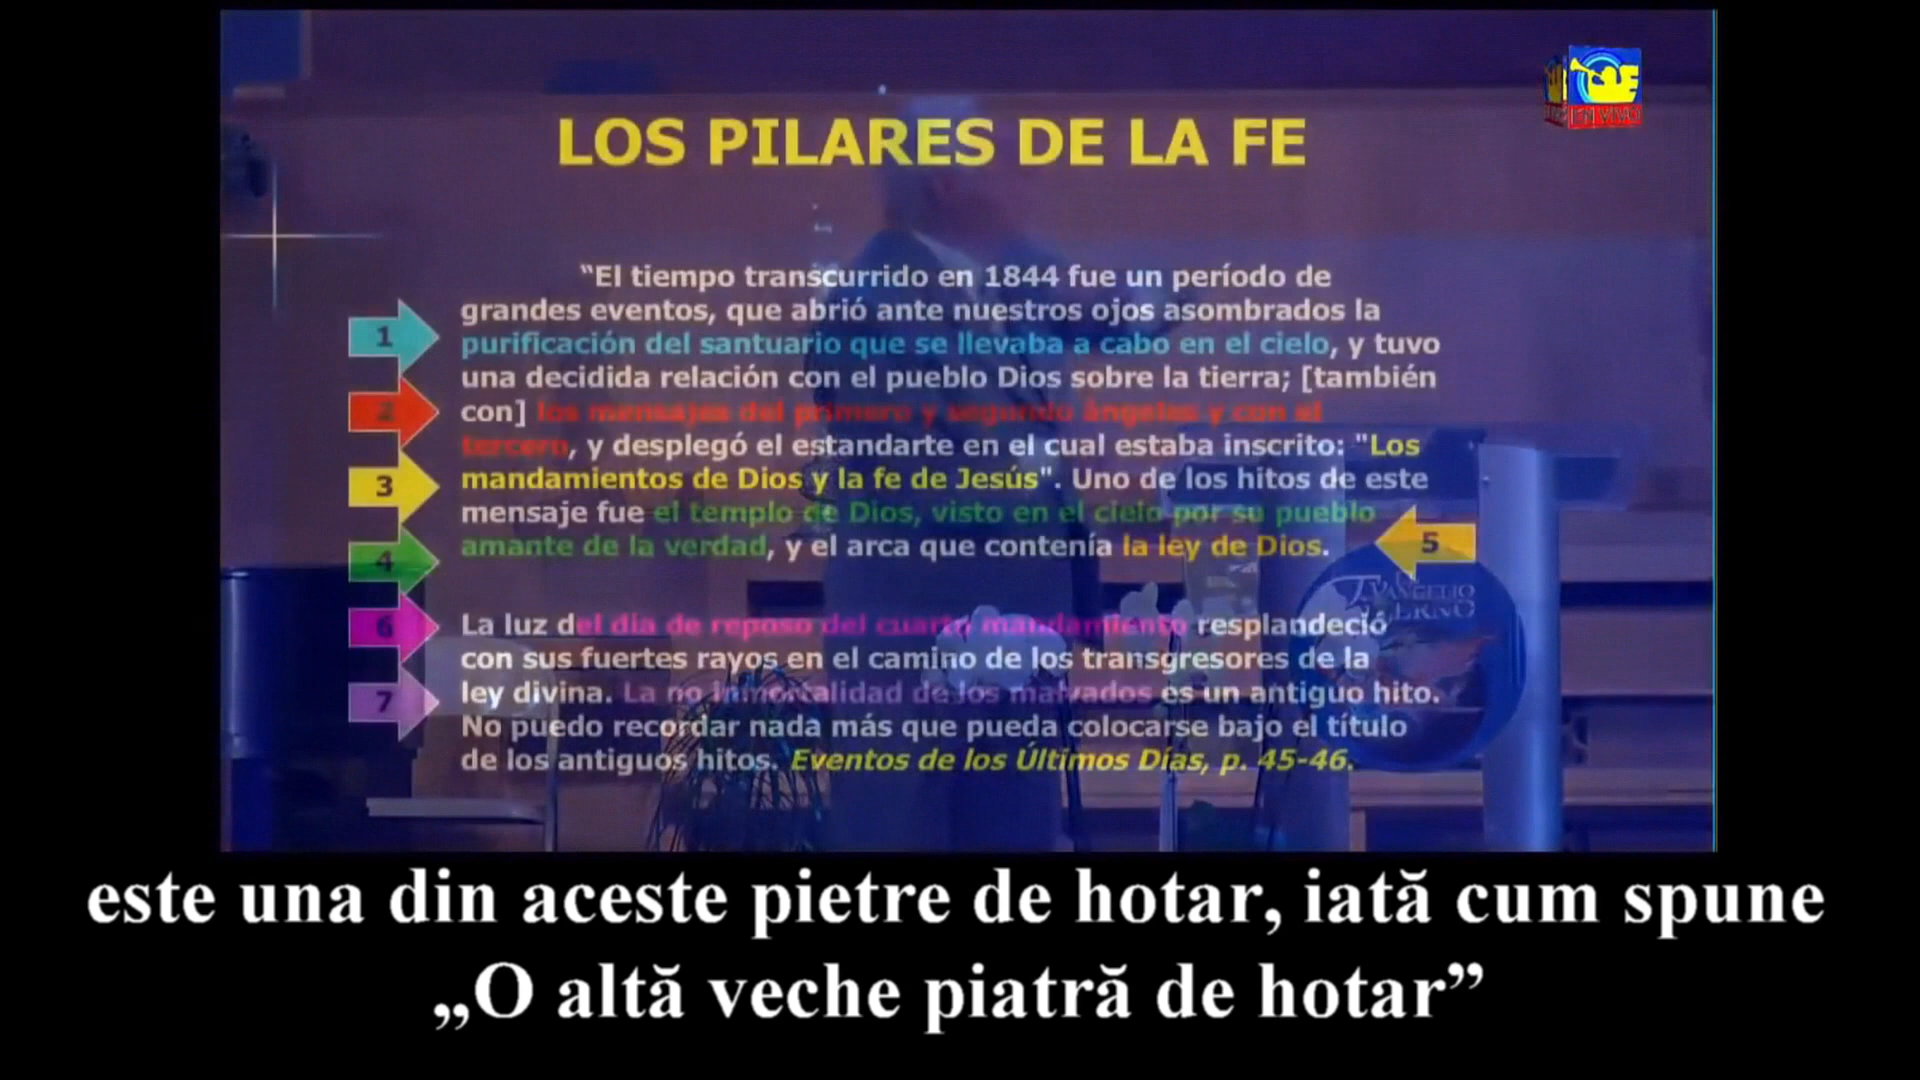 EN VIVO
LOS PILARES DE LA FE
“El tiempo transcurrido en 1844 fue un período de
grandes eventos, que abrió ante nuestros ojos asombrados la
1
purificación del santuario que se llevaba a cabo en el cielo, y tuvo
una decidida relación con el pueblo Dios sobre la tierra; [también
2
con] los mensajes del primero y segundo ángeles y con el
tercero, y desplegó el estandarte en el cual estaba inscrito: "Los
3
mandamientos de Dios y la fe de Jesús". Uno de los hitos de este
mensaje fue el templo de Dios, visto en el cielo por su pueblo
4
amante de la verdad, y el arca que contenía la ley de Dios.
5
6
La luz del día de reposo del cuarto mandamiento resplandeció
con sus fuertes rayos en el camino de los transgresores de la
7
ley divina. La no inmortalidad de los malvados es un antiguo hito.
No puedo recordar nada más que pueda colocarse bajo el título
de los antiguos hitos. Eventos de los Últimos Días, p. 45-46.
este una din aceste pietre de hotar, iată cum spune
„O altă veche piatră de hotar”